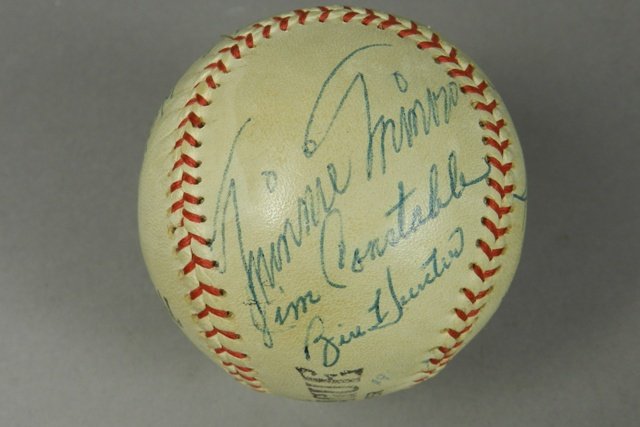 Minnie Minoso
Jim Constable
Bill Hunter